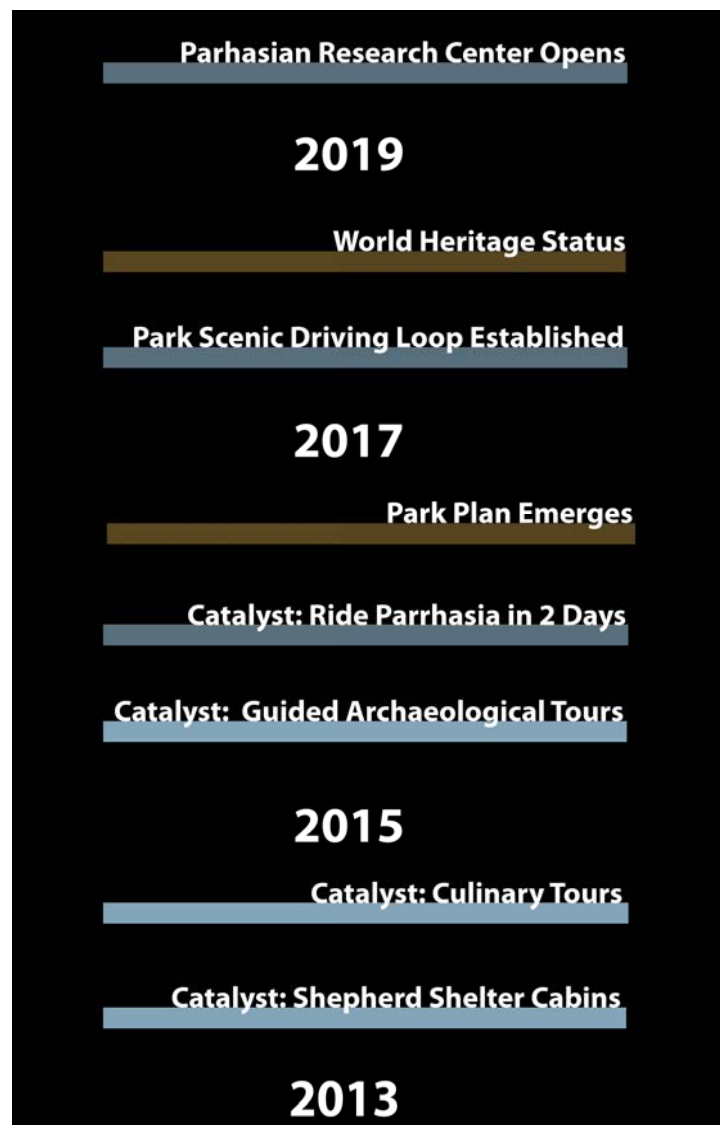 Parhasian Research Center Opens
2019
World Heritage Status
Park Scenic Driving Loop Established
2017
Park Plan Emerges
Catalyst: Ride Parrhasia in 2 Days
Catalyst:  Guided Archaeological Tours
2015
Catalyst: Culinary Tours
Catalyst: Shepherd Shelter Cabins
2013